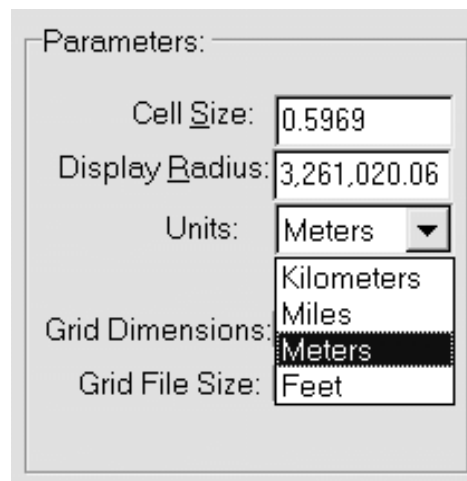 Parameters:
Cell Size: 0.5969
Display Radius: 3,261,020.06
Units: Meters
Kilometers
Grid Dimensions: Miles
Meters
Grid File Size: Feet